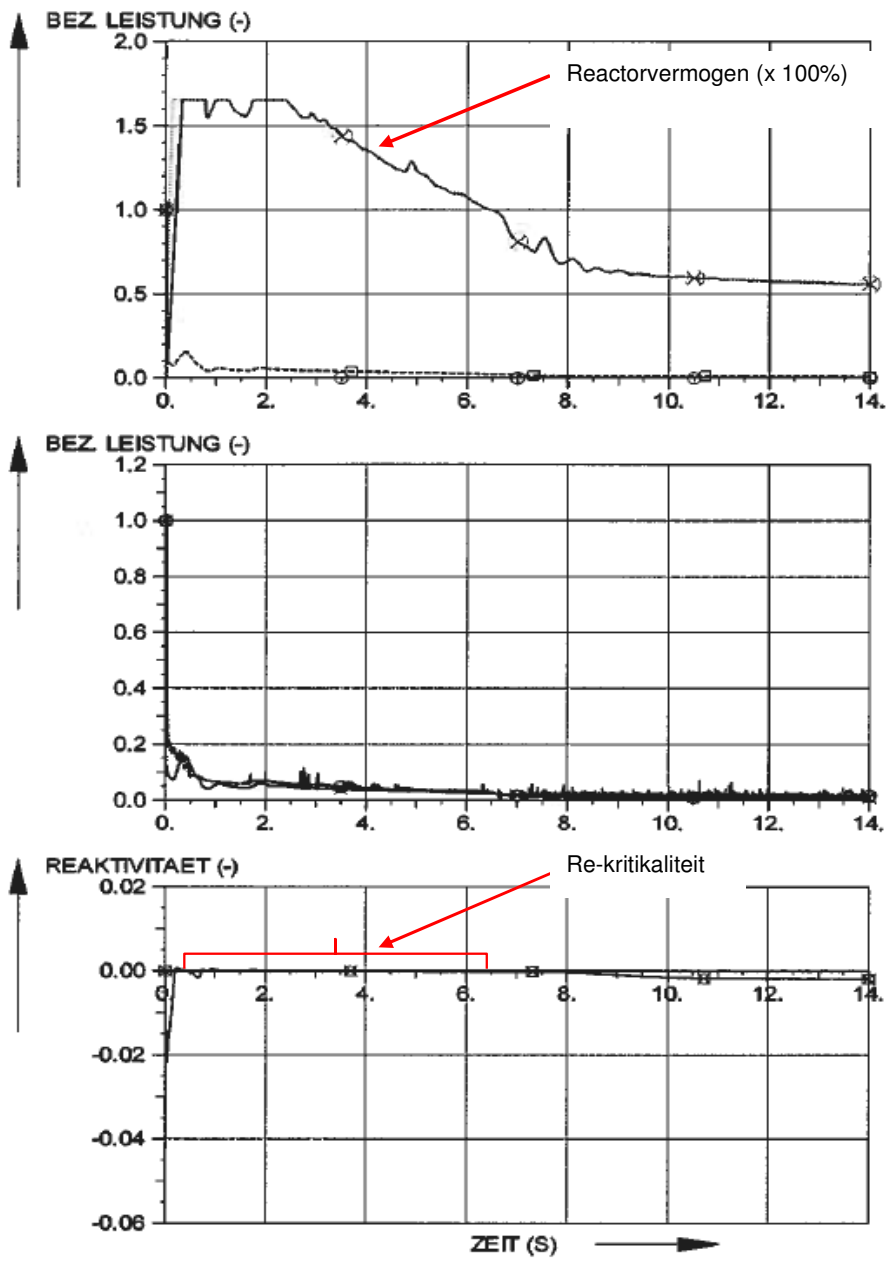 BEZ. LEISTUNG (-)
2.0
Reactorvermogen (x 100%)
1.5
1.0
0.5
0.0
0. 2. 4. 6. 8. 10. 12. 14.
BEZ. LEISTUNG (-)
1.2
1.0
0.8
0.6
0.4
0.2
0.0
0. 2. 4. 6. 8. 10. 12. 14.
REAKTIVITAET (-)
Re-kritikaliteit
0.02
0.00
0. 2. 4. 6. 8. 10. 12. 14.
-0.02
-0.04
-0.06
ZEIT (S)